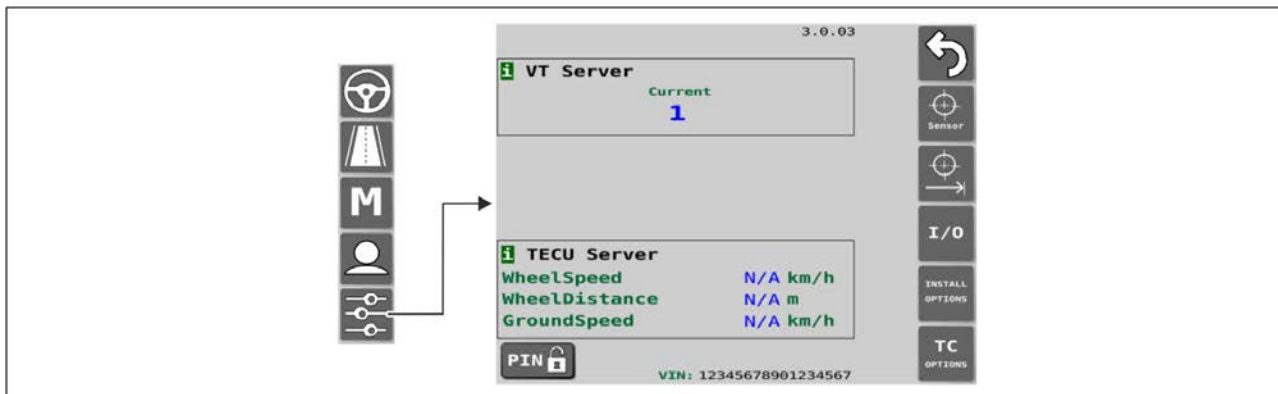 3.0.03
i VT Server
Current
1
M
i TECU Server
WheelSpeed N/A km/h
WheelDistance N/A m
GroundSpeed N/A km/h
PIN
VIN: 12345678901234567
Sensor
I/O
INSTALL
OPTIONS
TC
OPTIONS